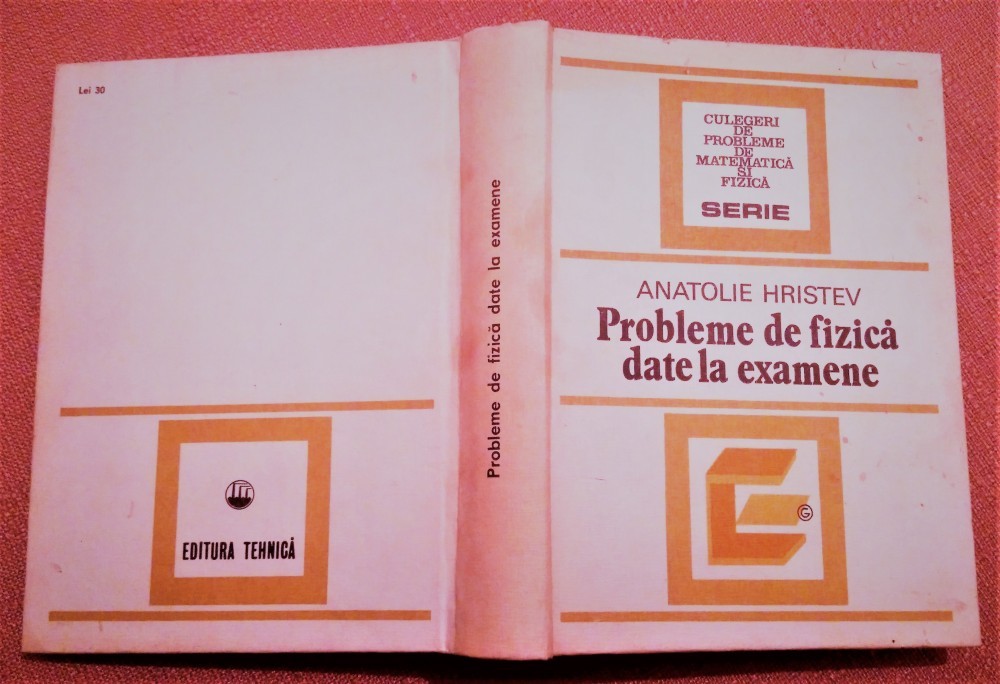 Lei 30
EDITURA TEHNICĂ
Probleme de fizică date la examene
CULEGERI
DE
PROBLEME
DE
MATEMATICĂ
SI
FIZICĂ
SERIE
ANATOLIE HRISTEV
Probleme de fizică
date la examene
G